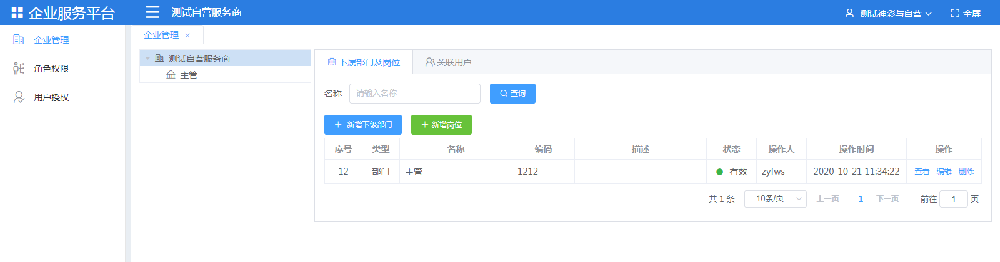 企业服务平台 测试自营服务商 测试神彩与自营 全屏
企业管理
角色权限
用户授权
企业管理 ×
测试自营服务商
主管
下属部门及岗位 关联用户
名称 请输入名称 查询
+ 新增下级部门 + 新增岗位
序号 类型 名称 编码 描述 状态 操作人 操作时间 操作
12 部门 主管 1212 有效 zyfws 2020-10-21 11:34:22 查看 编辑 删除
共 1 条 10条/页 上一页 1 下一页 前往 1 页